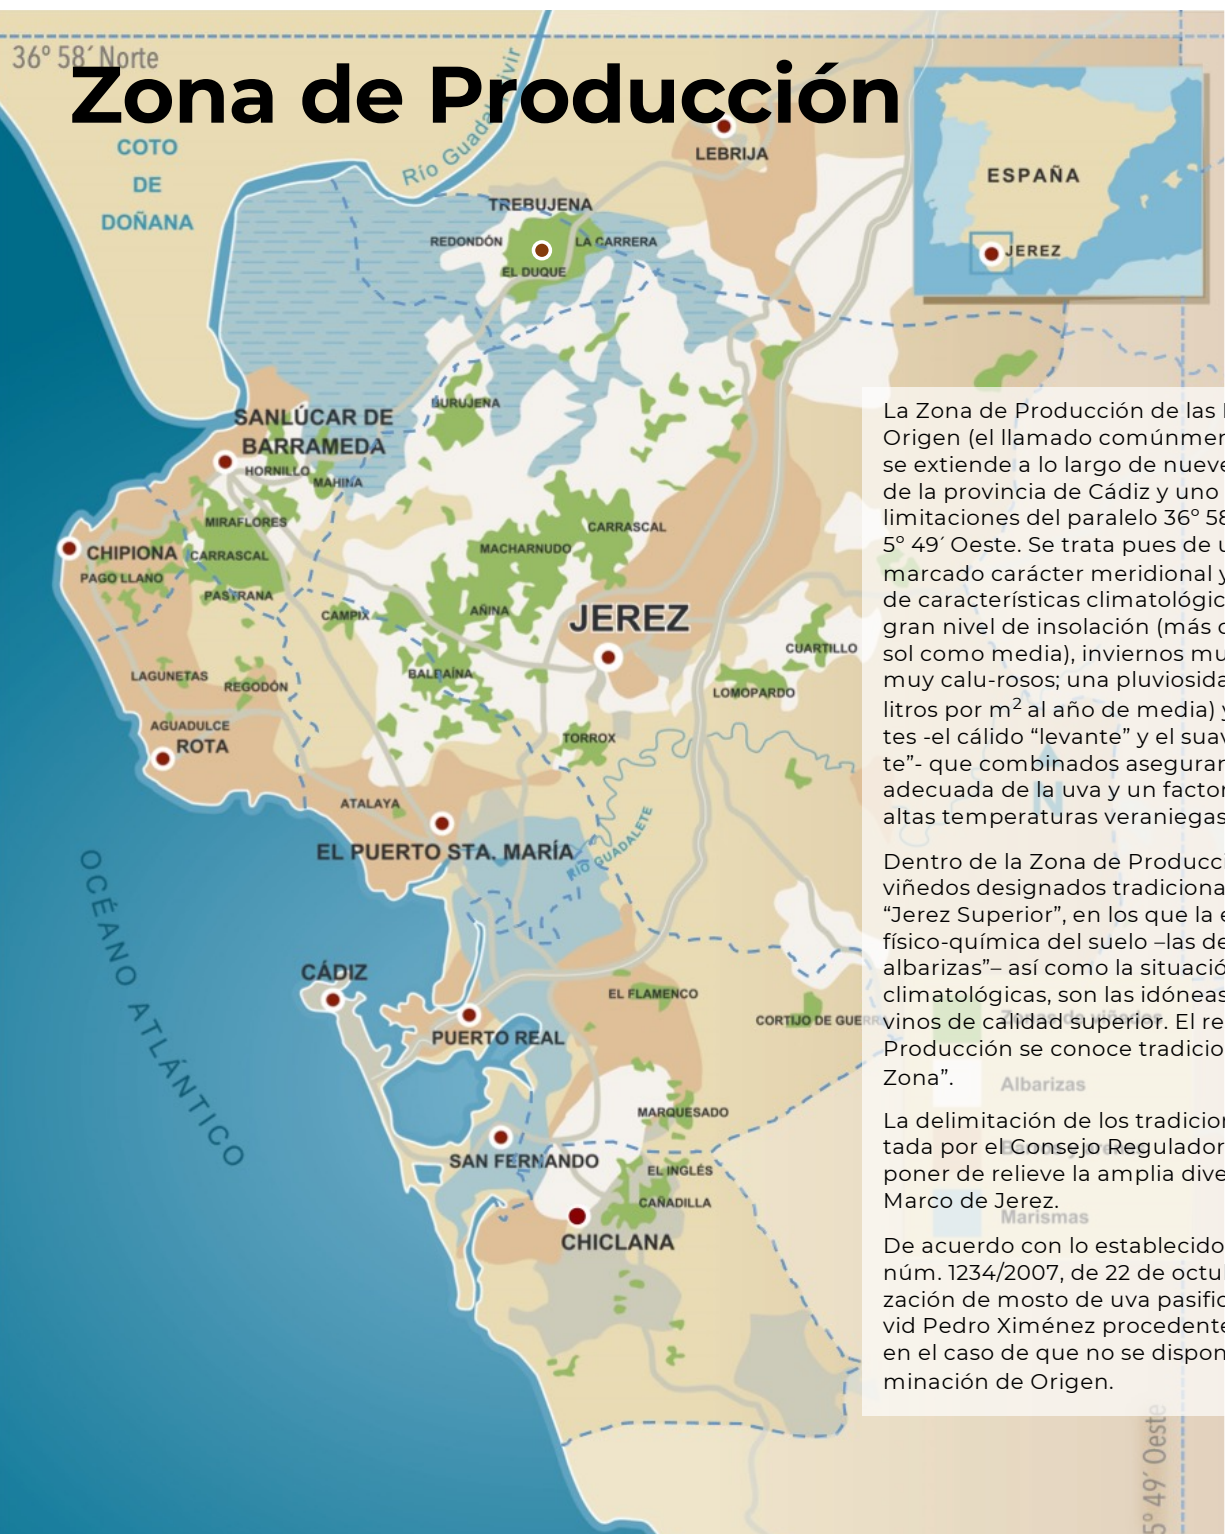 36º 58´ Norte
Zona de Producción
COTO
DE
DOÑANA
Río Guadalquivir
LEBRIJA
ESPAÑA
JEREZ
TREBUJENA
REDONDÓN
LA CARRERA
EL DUQUE
BURUJENA
SANLÚCAR DE
BARRAMEDA
HORNILLO
MAHINA
MIRAFLORES
CARRASCAL
CHIPIONA
CARRASCAL
MACHARNUDO
PAGO LLANO
PASTRANA
CAMPIX
AÑINA
JEREZ
CUARTILLO
LAGUNETAS
REGODÓN
BALBAÍNA
LOMOPARDO
AGUADULCE
ROTA
TORROX
ATALAYA
EL PUERTO STA. MARÍA
RÍO GUADALETE
OCÉANO ATLÁNTICO
CÁDIZ
EL FLAMENCO
PUERTO REAL
CORTIJO DE GUERRA
MARQUESADO
SAN FERNANDO
EL INGLÉS
CAÑADILLA
CHICLANA
La Zona de Producción de las
Origen (el llamado comúnmen
se extiende a lo largo de nueve
de la provincia de Cádiz y uno
limitaciones del paralelo 36º 58
5º 49´ Oeste. Se trata pues de u
marcado carácter meridional y
de características climatológic
gran nivel de insolación (más d
sol como media), inviernos mu
muy calu-rosos; una pluviosida
litros por m2 al año de media) y
tes -el cálido “levante” y el suav
te”- que combinados aseguran
adecuada de la uva y un factor
altas temperaturas veraniegas
N
Dentro de la Zona de Producci
viñedos designados tradiciona
“Jerez Superior”, en los que la e
físico-química del suelo –las de
albarizas”– así como la situació
climatológicas, son las idóneas
vinos de calidad superior. El re
Producción se conoce tradicio
Zona”.
Zonas de viñedos
Albarizas
La delimitación de los tradicion
tada por el Consejo Regulador
poner de relieve la amplia dive
Marco de Jerez.
Marismas
De acuerdo con lo establecido
núm. 1234/2007, de 22 de octu
zación de mosto de uva pasific
vid Pedro Ximénez procedente
en el caso de que no se dispon
minación de Origen.
5º 49´ Oeste